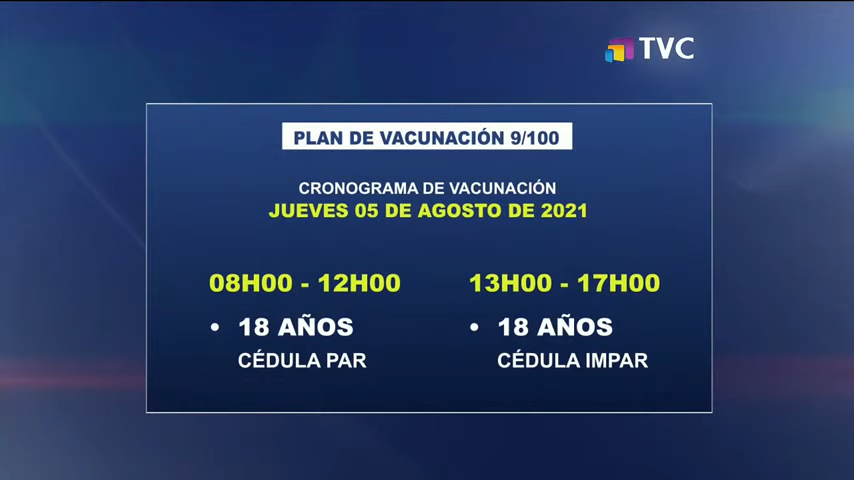 TVC
PLAN DE VACUNACIÓN 9/100
CRONOGRAMA DE VACUNACIÓN
JUEVES 05 DE AGOSTO DE 2021
08H00 - 12H00
• 18 AÑOS
CÉDULA PAR
13H00 - 17H00
• 18 AÑOS
CÉDULA IMPAR